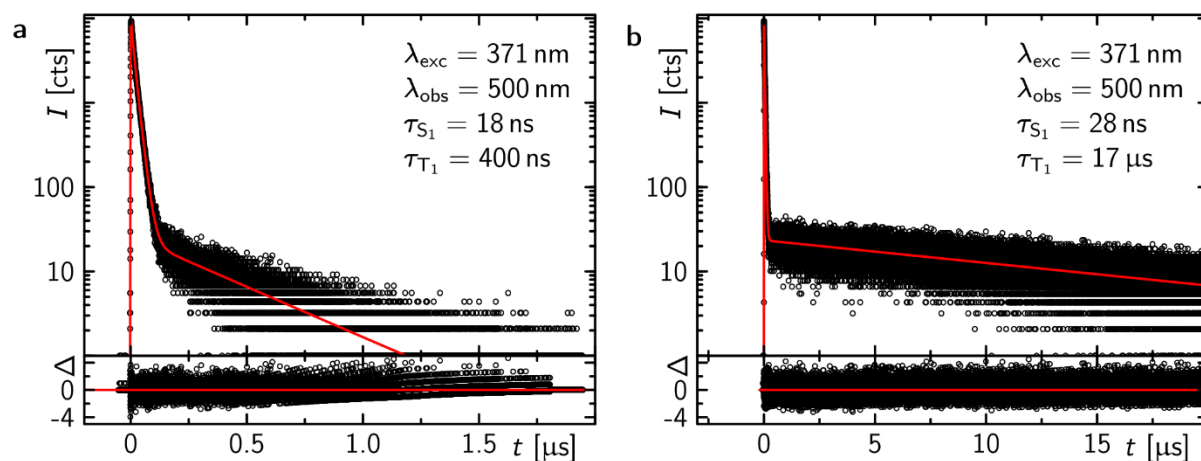 a
I [cts]
100
10
λexc = 371 nm
λobs = 500 nm
τS1 = 18 ns
τT1 = 400 ns
Δ
0
-4
0
0.5
1.0
1.5
t [μs]
b
I [cts]
100
10
λexc = 371 nm
λobs = 500 nm
τS1 = 28 ns
τT1 = 17 μs
Δ
0
-4
0
5
10
15
t [μs]